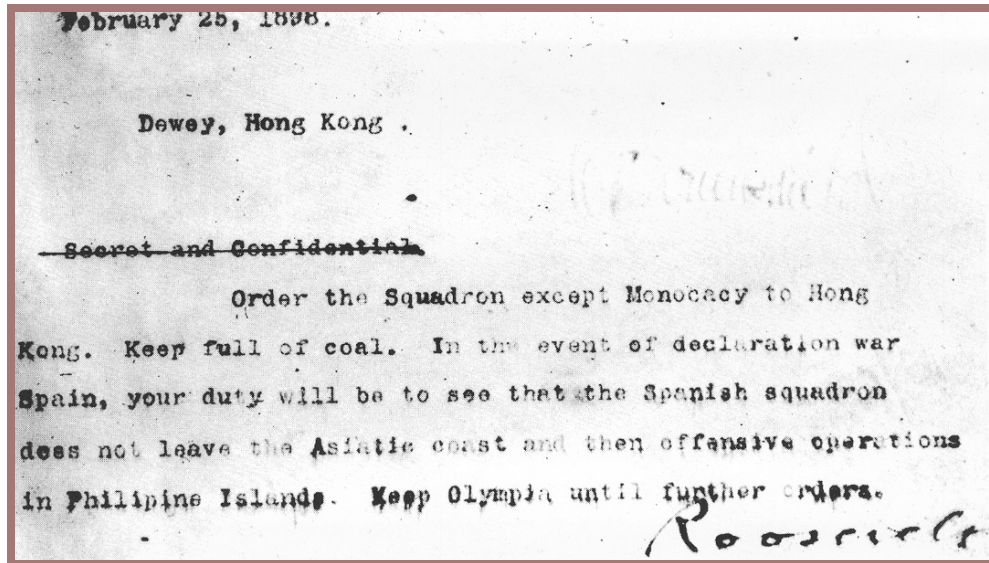 February 25, 1898.
Dewey, Hong Kong .
Secret and Confidential.
Order the Squadron except Monocacy to Hong
Kong. Keep full of coal. In the event of declaration war
Spain, your duty will be to see that the Spanish squadron
does not leave the Asiatic coast and then offensive operations
in Philipine Islands. Keep Olympia until further orders.
Roosevelt